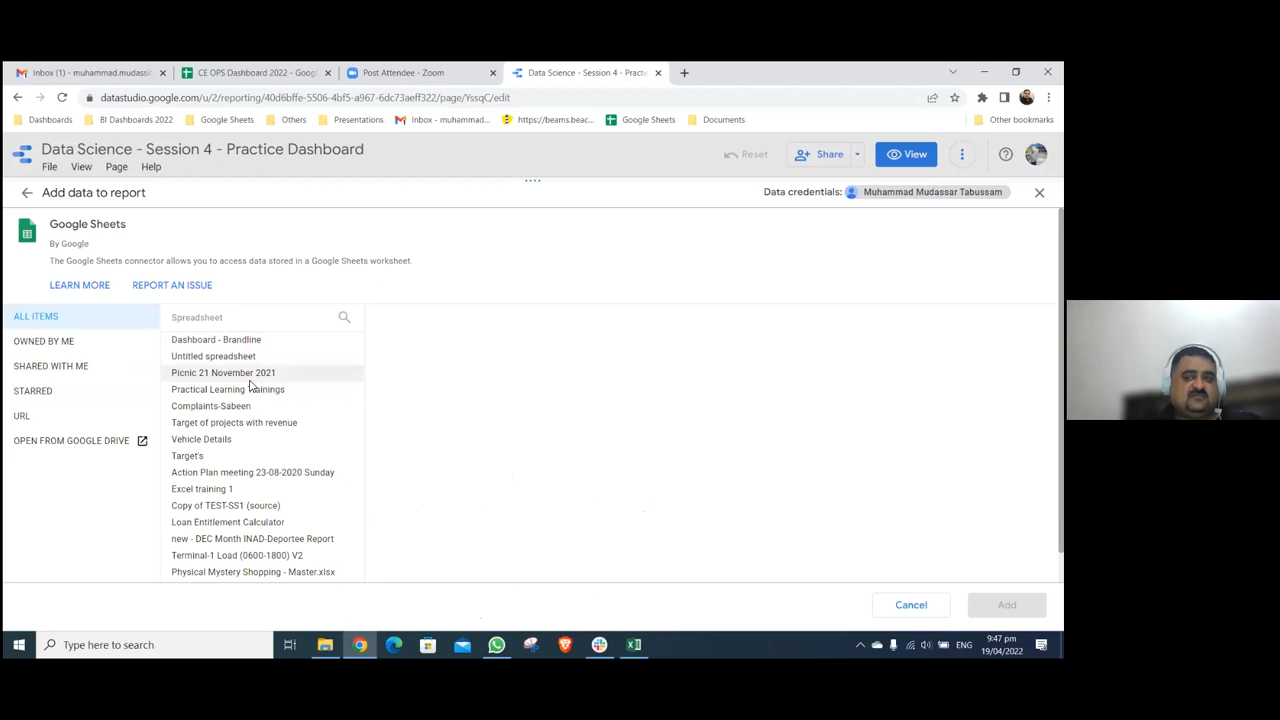 Inbox (1) - muhammad.mudassir
CE OPS Dashboard 2022 - Googl
Post Attendee - Zoom
Data Science - Session 4 - Practic
datastudio.google.com/u/2/reporting/40d6bffe-5506-4bf5-a967-6dc73aeff322/page/YssqC/edit
Dashboards
BI Dashboards 2022
Google Sheets
Others
Presentations
Inbox - muhammad....
https://beams.beac...
Google Sheets
Documents
Other bookmarks
Data Science - Session 4 - Practice Dashboard
File View Page Help
Reset
Share
View
Add data to report
Data credentials: Muhammad Mudassar Tabussam
Google Sheets
By Google
The Google Sheets connector allows you to access data stored in a Google Sheets worksheet.
LEARN MORE REPORT AN ISSUE
ALL ITEMS
OWNED BY ME
SHARED WITH ME
STARRED
URL
OPEN FROM GOOGLE DRIVE
Spreadsheet
Dashboard - Brandline
Untitled spreadsheet
Picnic 21 November 2021
Practical Learning
Complaints-Sabeen
Target of projects with revenue
Vehicle Details
Target's
Action Plan meeting 23-08-2020 Sunday
Excel training 1
Copy of TEST-SS1 (source)
Loan Entitlement Calculator
new - DEC Month INAD-Deportee Report
Terminal-1 Load (0600-1800) V2
Physical Mystery Shopping - Master.xlsx
Cancel
Add
Type here to search
ENG
9:47 pm
19/04/2022